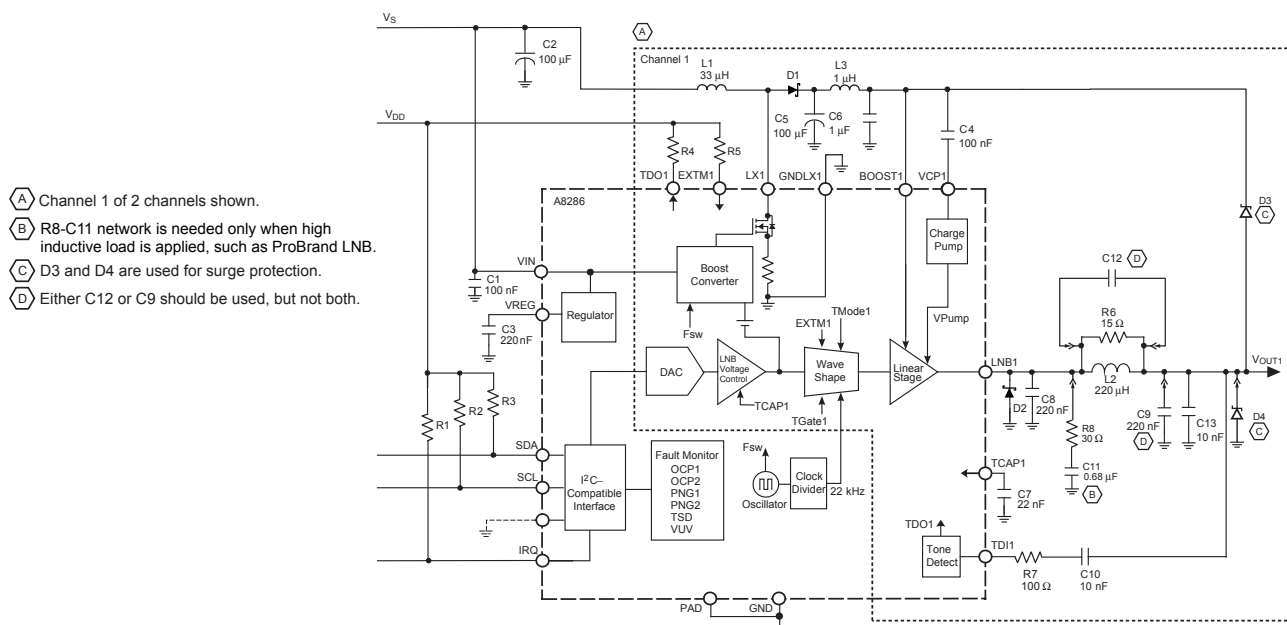 A Channel 1 of 2 channels shown.
B R8-C11 network is needed only when high
inductive load is applied, such as ProBrand LNB.
C D3 and D4 are used for surge protection.
D Either C12 or C9 should be used, but not both.
VS
C2
100 µF
A
Channel 1
L1
33 µH
D1
L3
1 µH
C5
100 µF
C6
1 µF
C4
100 nF
VDD
R4
R5
TDO1
EXTM1
LX1
GNDLX1
BOOST1
VCP1
A8286
D3
C
VIN
C1
100 nF
VREG
C3
220 nF
Regulator
Boost
Converter
Fsw
Charge
Pump
VPump
EXTM1
TMode1
DAC
LNB
Voltage
Control
TCAP1
Wave
Shape
TGate1
Linear
Stage
LNB1
C12 D
R6
15 Ω
L2
220 µH
VOUT1
D2
C8
220 nF
R8
30 Ω
C11
0.68 µF
B
C9
220 nF
D
C13
10 nF
D4
C
R1
R2
R3
SDA
SCL
IRQ
I2C–
Compatible
Interface
Fault Monitor
OCP1
OCP2
PNG1
PNG2
TSD
VUV
Fsw
Oscillator
Clock
Divider
22 kHz
TCAP1
C7
22 nF
TDO1
Tone
Detect
TDI1
R7
100 Ω
C10
10 nF
PAD
GND